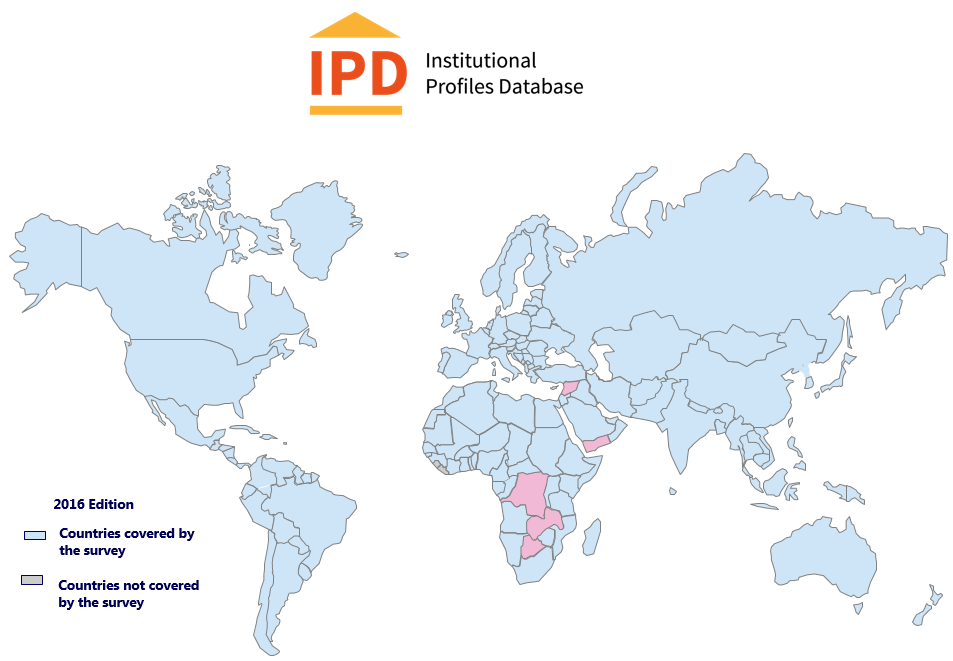 IPD
Institutional
Profiles Database
2016 Edition
Countries covered by
the survey
Countries not covered
by the survey